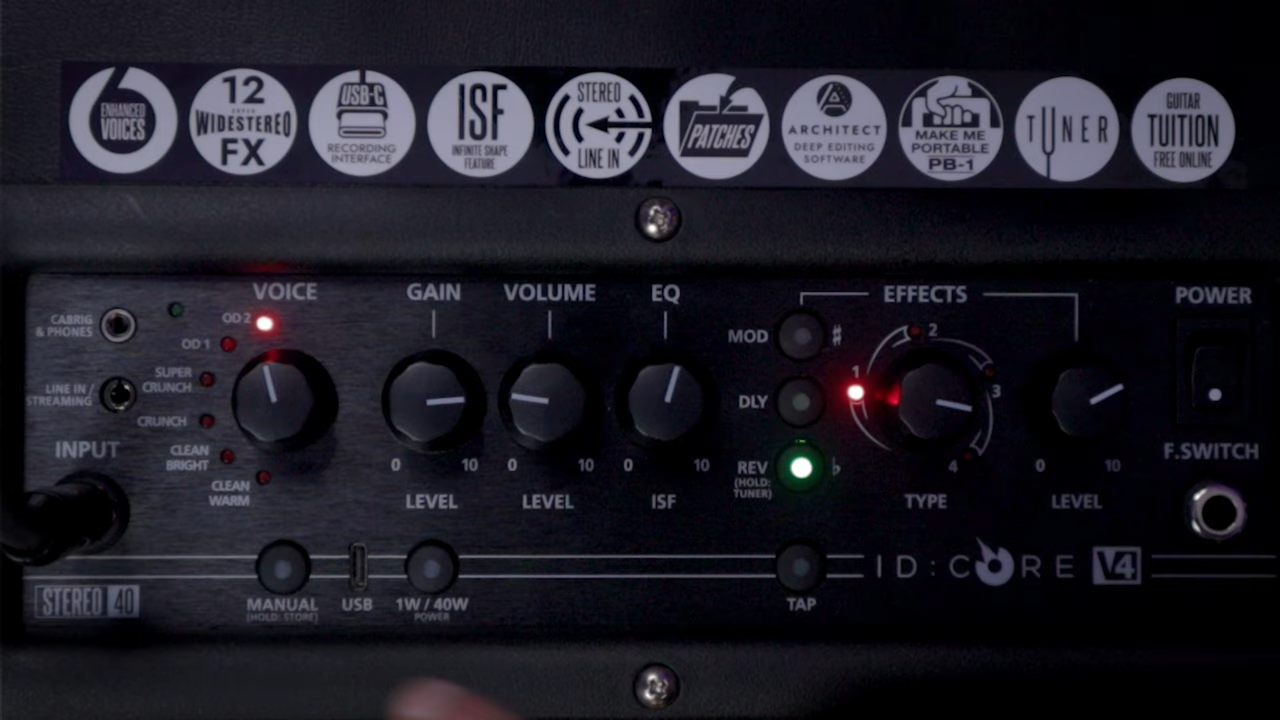 6 ENHANCED
VOICES
12
SUPER
WIDESTEREO
FX
USB-C
RECORDING
INTERFACE
ISF
INFINITE SHAPE
FEATURE
STEREO
LINE IN
PATCHES
ARCHITECT
DEEP EDITING
SOFTWARE
MAKE ME
PORTABLE
PB-1
TUNER
GUITAR
TUITION
FREE ONLINE
VOICE GAIN VOLUME EQ EFFECTS POWER
CABRIG
& PHONES
OD 2
OD 1
SUPER
CRUNCH
CRUNCH
CLEAN
BRIGHT
CLEAN
WARM
LINE IN /
STREAMING
INPUT
0 10
LEVEL
0 10
LEVEL
0 10
ISF
MOD ♯
DLY
REV ♭
(HOLD:
TUNER)
1 2 3 4
TYPE
0 10
LEVEL
F.SWITCH
STEREO 40
MANUAL
(HOLD: STORE)
USB
1W / 40W
POWER
TAP
ID:CORE V4